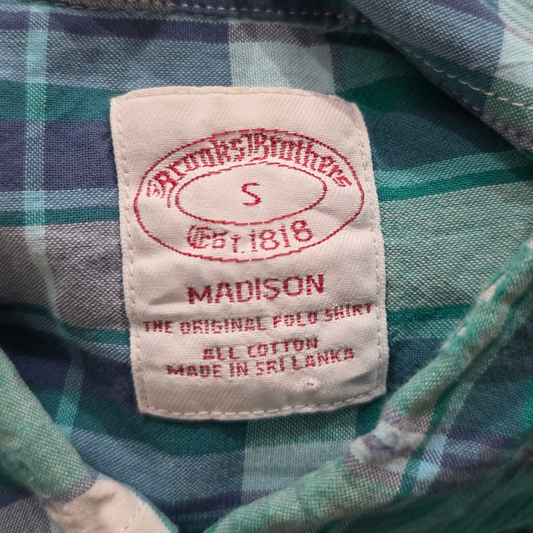 Brooks Brothers
S
Est. 1818
MADISON
THE ORIGINAL POLO SHIRT
ALL COTTON
MADE IN SRI LANKA